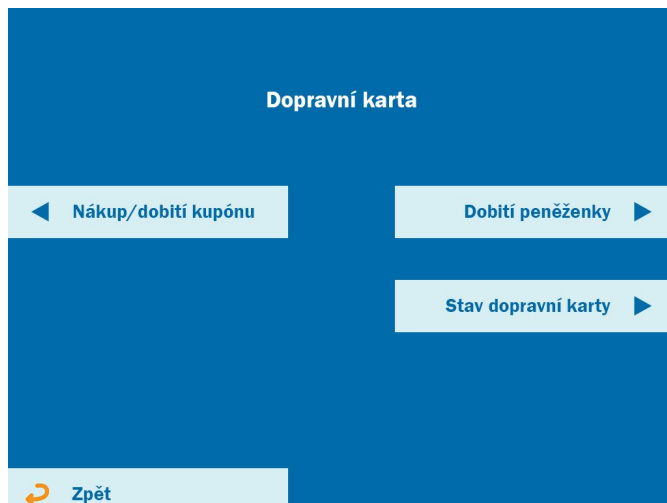 Dopravní karta
Nákup/dobití kupónu
Dobití peněženky
Stav dopravní karty
Zpět